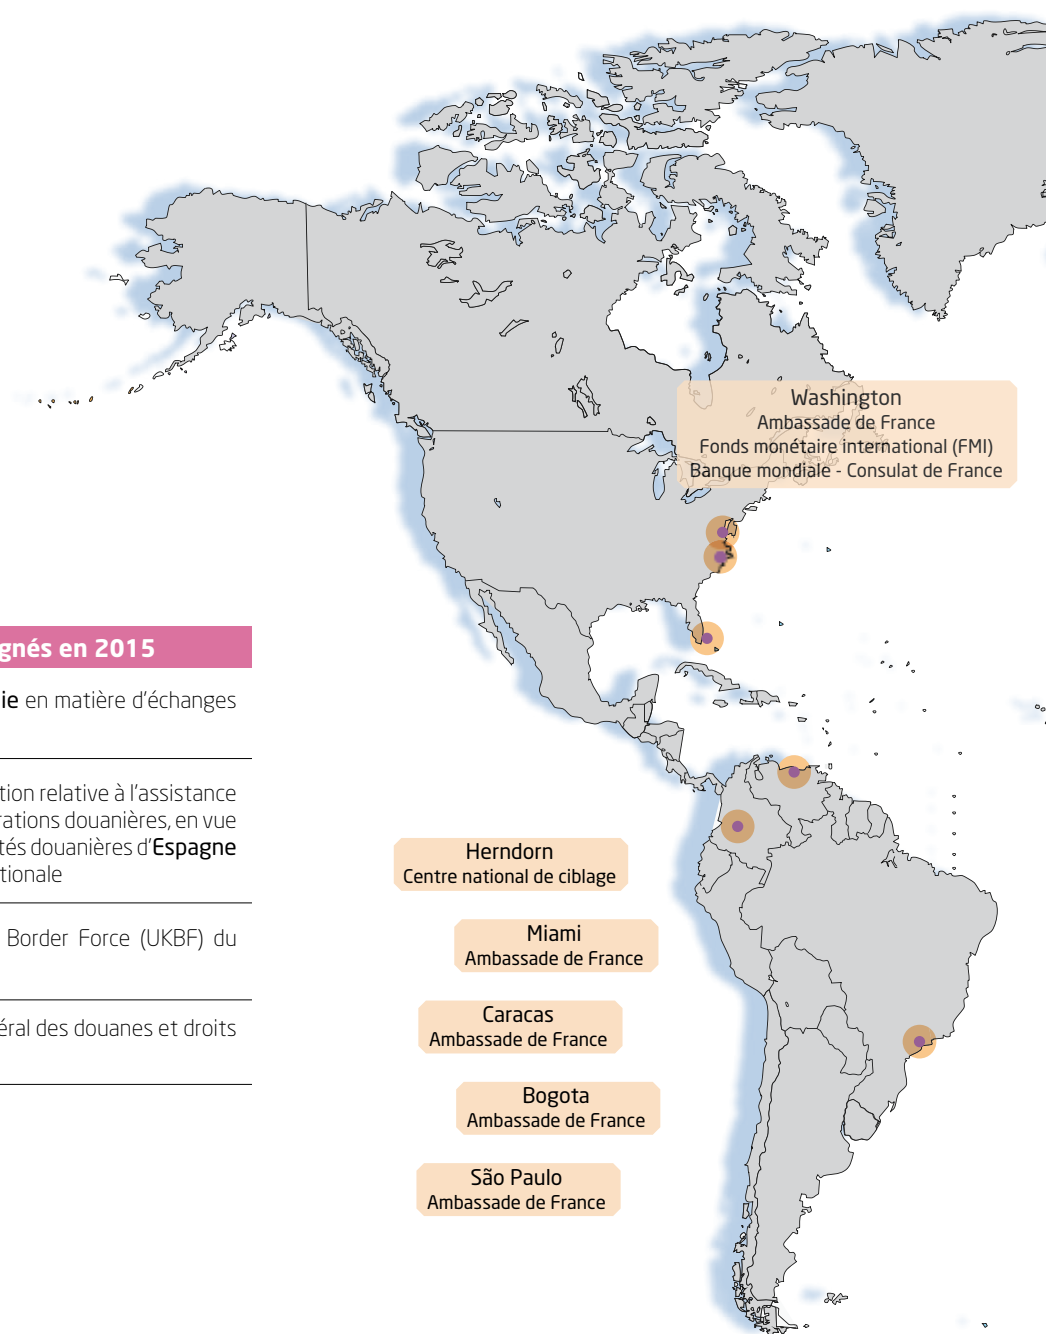 gnés en 2015
ie en matière d'échanges
tion relative à l'assistance
rations douanières, en vue
tés douanières d'Espagne
tionale
Border Force (UKBF) du
éral des douanes et droits
Washington
Ambassade de France
Fonds monétaire international (FMI)
Banque mondiale - Consulat de France
Herndorn
Centre national de ciblage
Miami
Ambassade de France
Caracas
Ambassade de France
Bogota
Ambassade de France
São Paulo
Ambassade de France